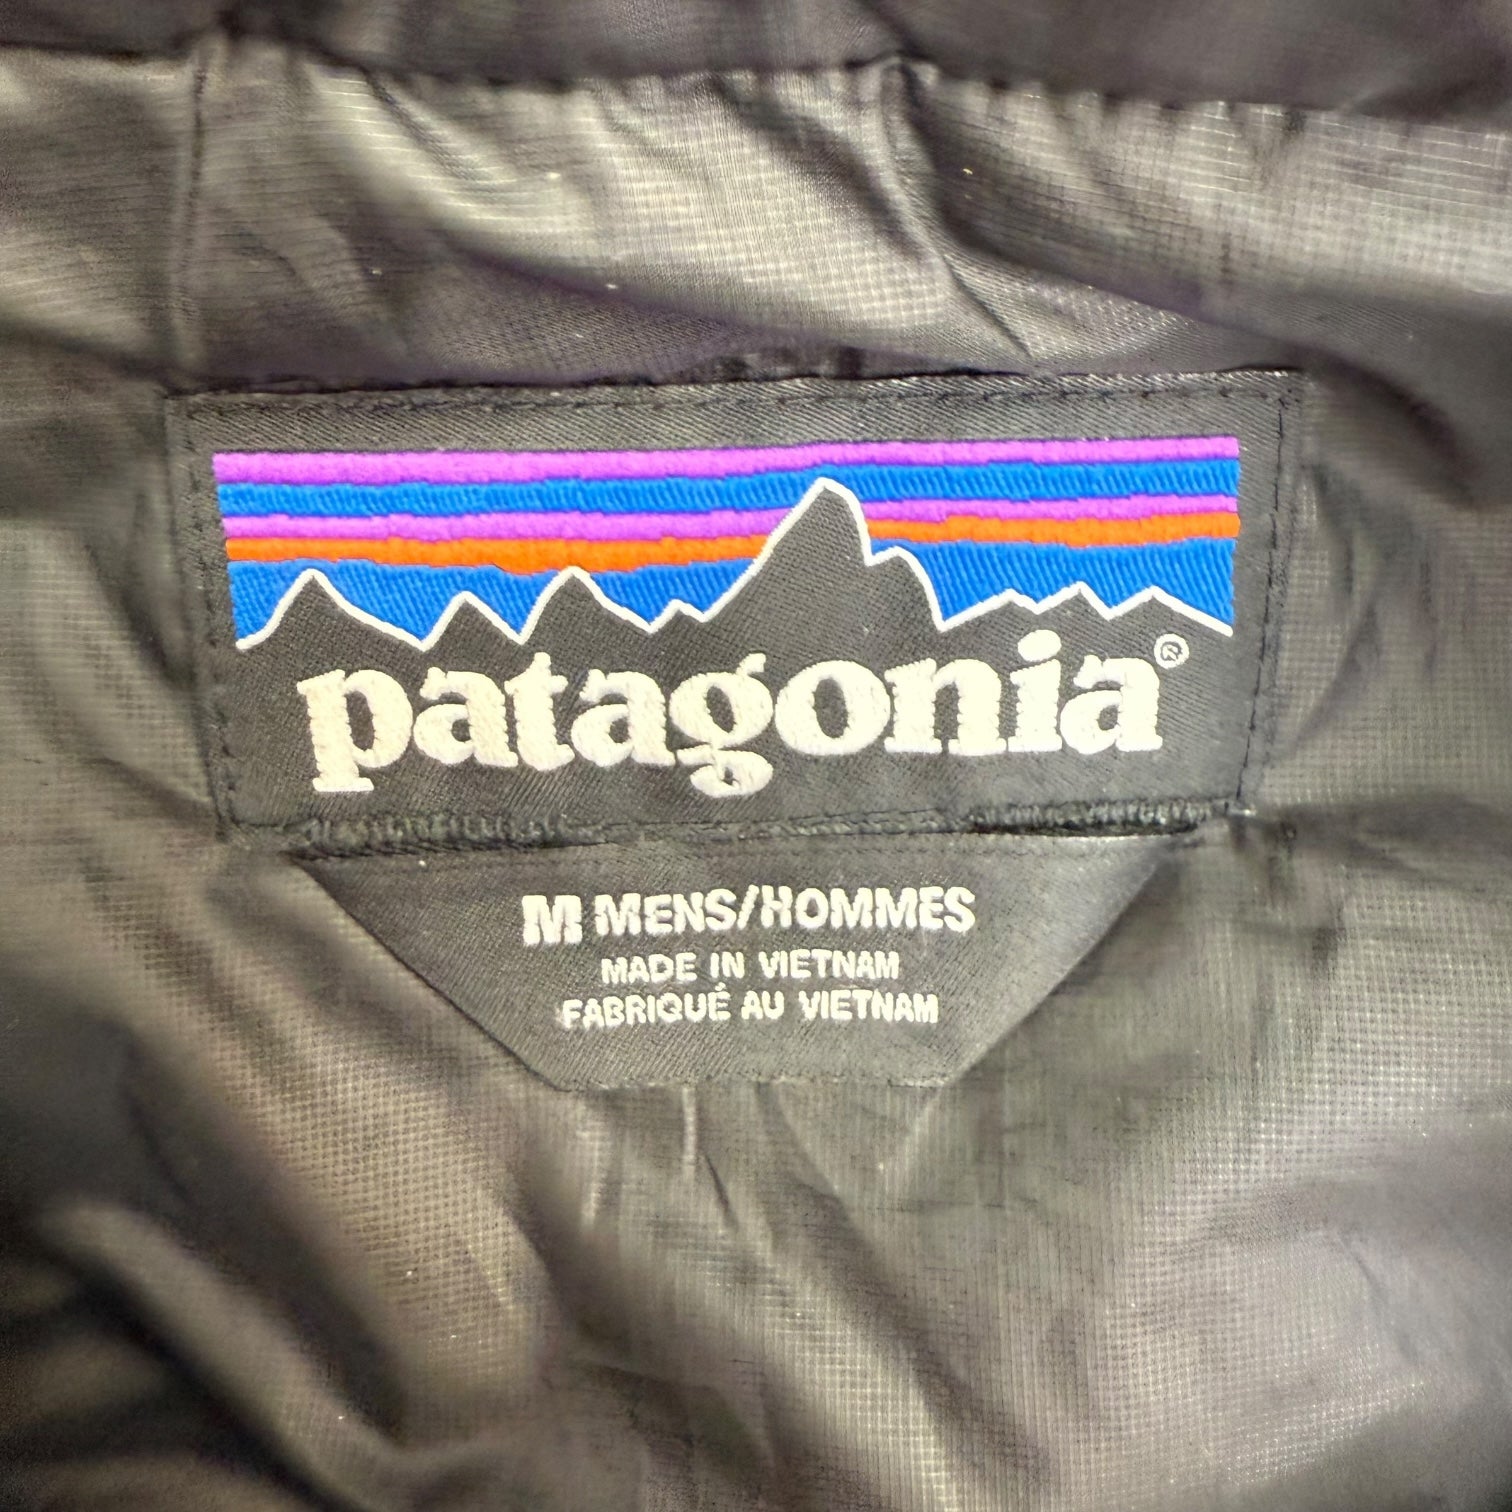 patagonia®
M MENS/HOMMES
MADE IN VIETNAM
FABRIQUÉ AU VIETNAM